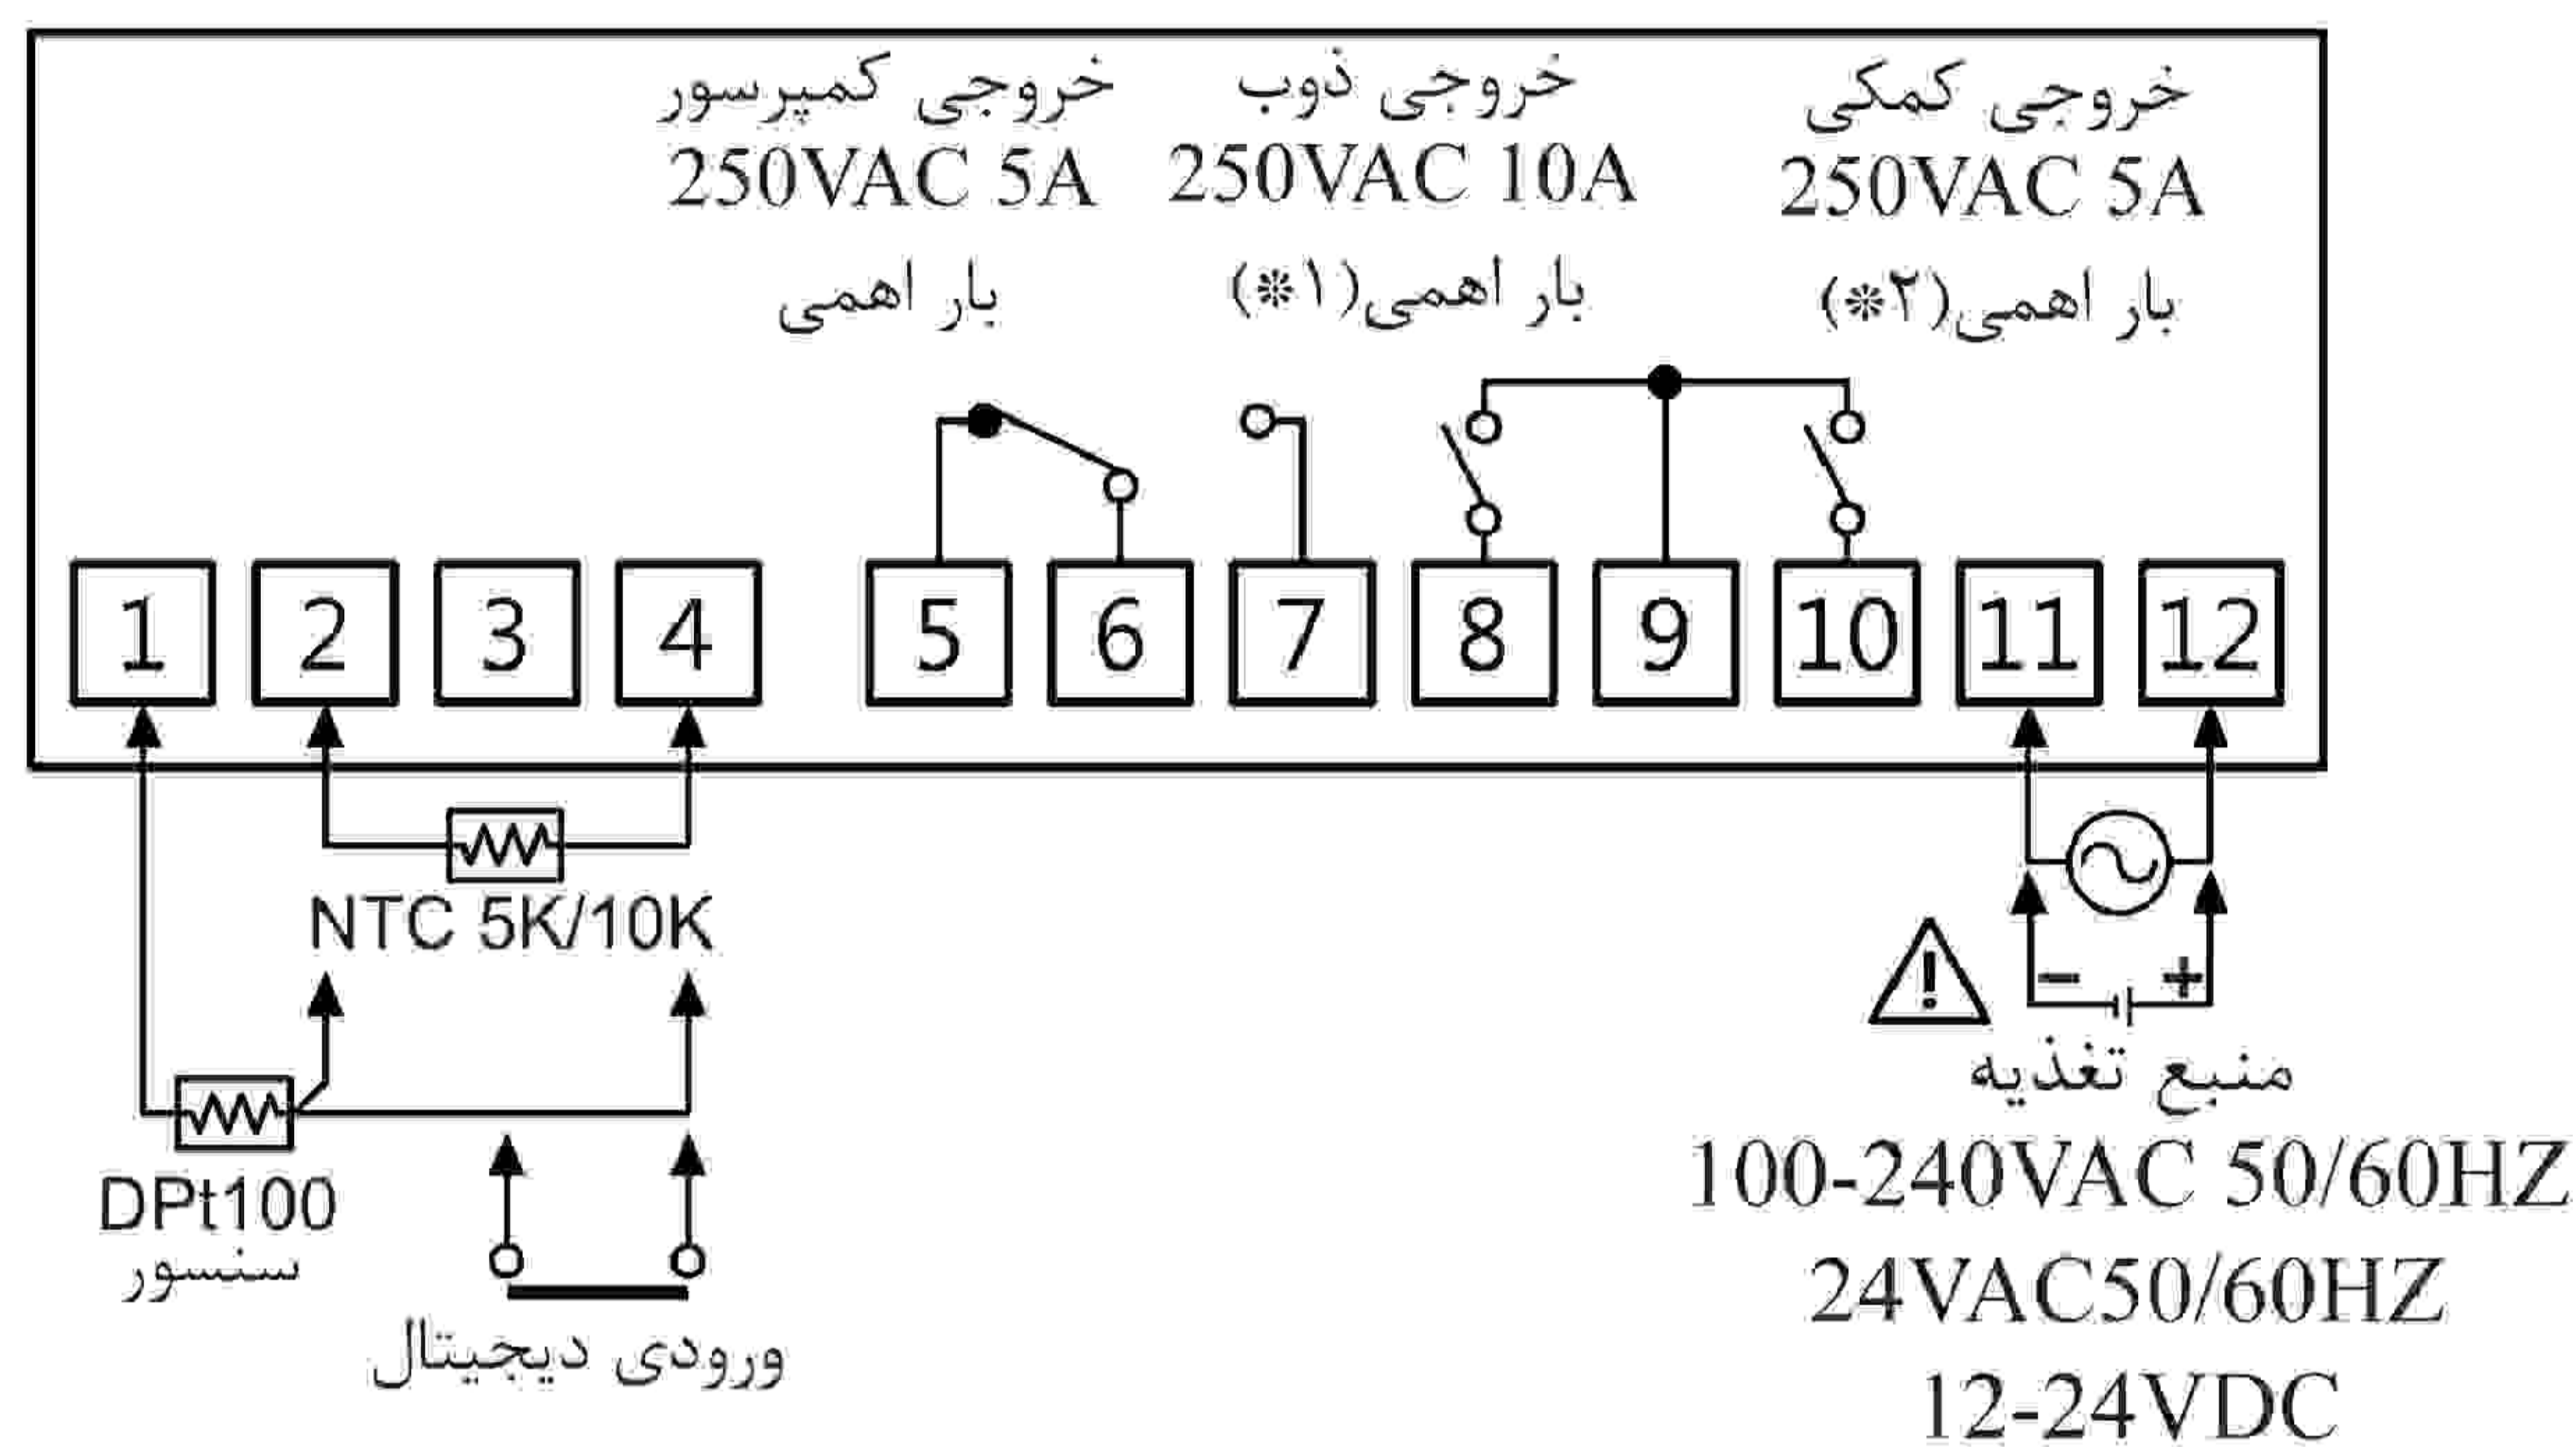 خروجی کمپرسور
250VAC 5A
بار اهمی
خروجی ذوب
250VAC 10A
بار اهمی(۱*)
خروجی کمکی
250VAC 5A
بار اهمی(۲*)
1 2 3 4 5 6 7 8 9 10 11 12
NTC 5K/10K
DPt100
سنسور
ورودی دیجیتال
!
− +
منبع تغذیه
100-240VAC 50/60HZ
24VAC50/60HZ
12-24VDC